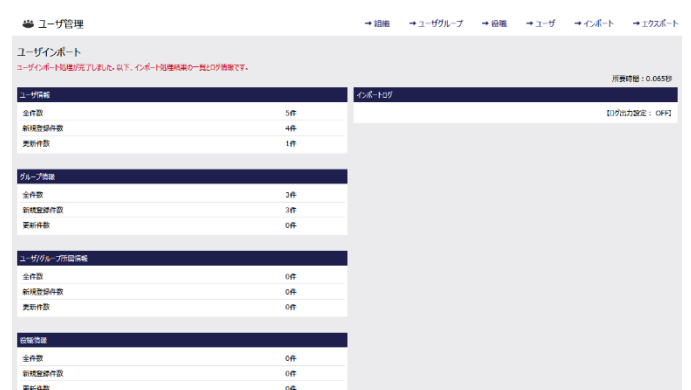 ユーザ管理
→ 組織 → ユーザグループ → 役職 → ユーザ → インポート → エクスポート
ユーザインポート
ユーザインポート処理が完了しました。以下、インポート処理結果の一覧とログ情報です。
所要時間:0.065秒
ユーザ情報
全件数 5件
新規登録件数 4件
更新件数 1件
インポートログ
【ログ出力設定: OFF】
グループ情報
全件数 3件
新規登録件数 3件
更新件数 0件
ユーザ/グループ所属情報
全件数 0件
新規登録件数 0件
更新件数 0件
役職情報
全件数 0件
新規登録件数 0件
更新件数 0件